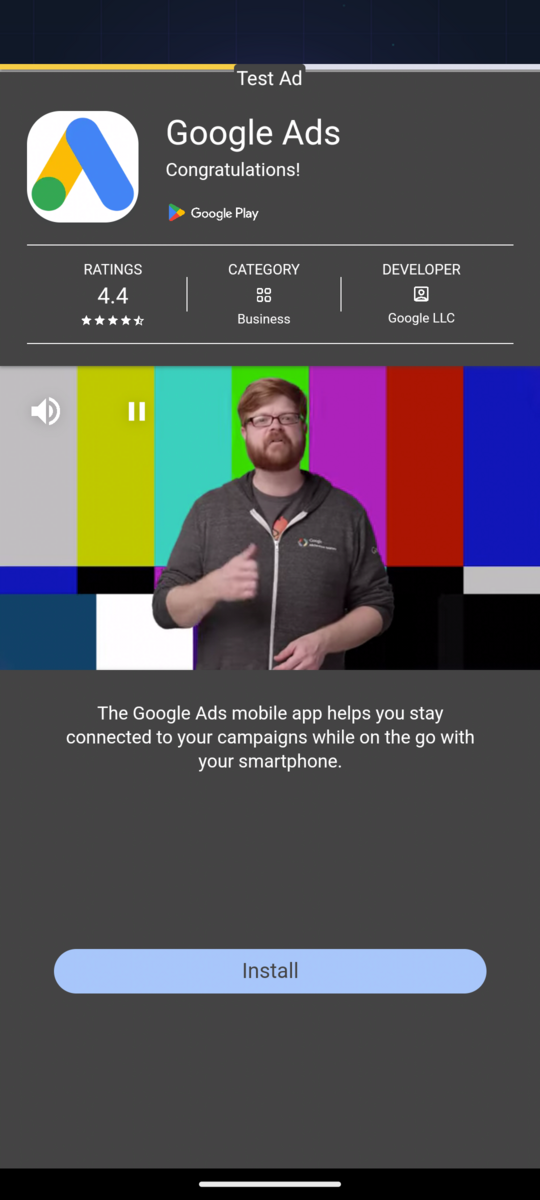 Test Ad
Google Ads
Congratulations!
Google Play
RATINGS
CATEGORY
DEVELOPER
4.4
Business
Google LLC
Google
The Google Ads mobile app helps you stay
connected to your campaigns while on the go with
your smartphone.
Install